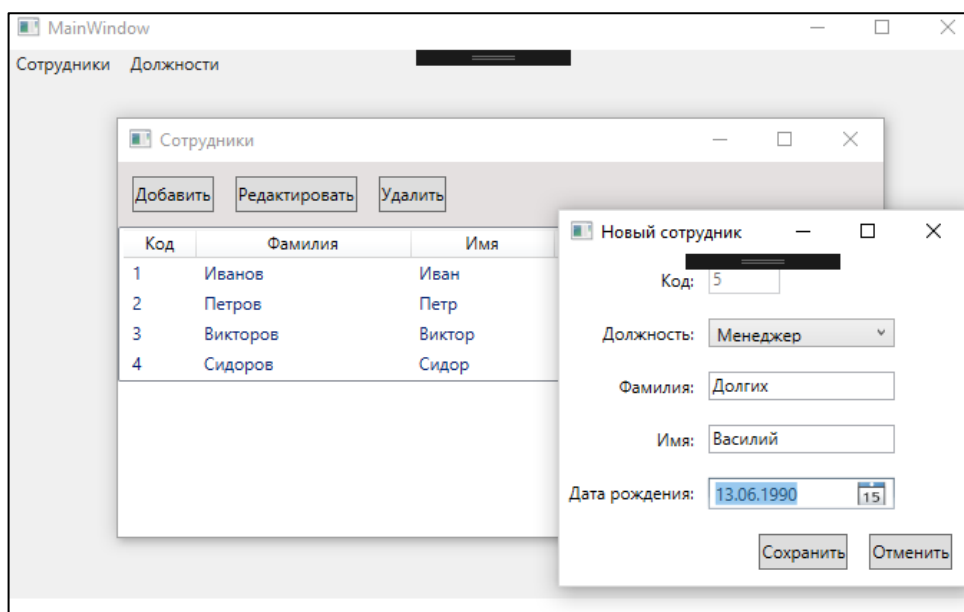 MainWindow
Сотрудники Должности
Сотрудники
Добавить Редактировать Удалить
Код Фамилия Имя
1 Иванов Иван
2 Петров Петр
3 Викторов Виктор
4 Сидоров Сидор
Новый сотрудник
Код: 5
Должность: Менеджер
Фамилия: Долгих
Имя: Василий
Дата рождения: 13.06.1990 15
Сохранить Отменить